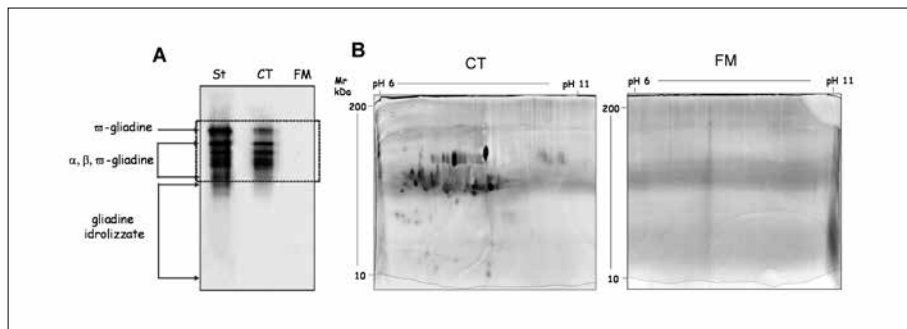 A
St CT FM
ϖ-gliadine
α, β, ϖ-gliadine
gliadine
idrolizzate
B
CT
Mr
kDa
pH 6
pH 11
200
10
FM
pH 6
pH 11
200
10